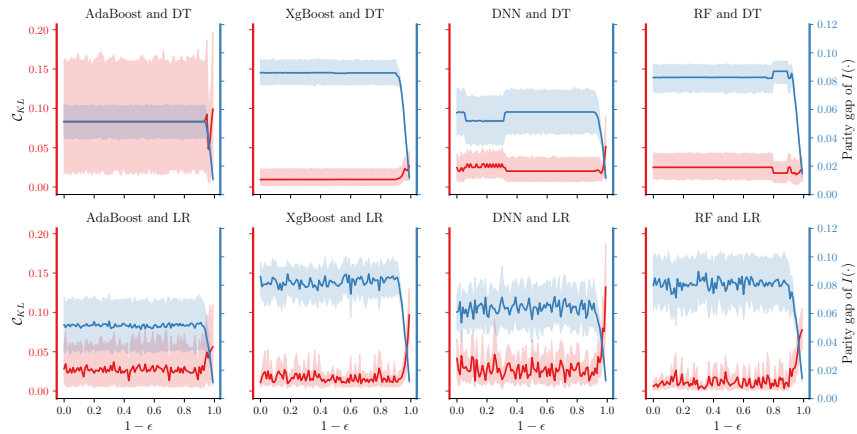 AdaBoost and DT
XgBoost and DT
DNN and DT
RF and DT
0.20
0.15
0.10
0.05
0.00
C_KL
0.12
0.10
0.08
0.06
0.04
0.02
0.00
Parity gap of I(·)
AdaBoost and LR
XgBoost and LR
DNN and LR
RF and LR
0.20
0.15
0.10
0.05
0.00
C_KL
0.12
0.10
0.08
0.06
0.04
0.02
0.00
Parity gap of I(·)
0.0 0.2 0.4 0.6 0.8 1.0
1 − ϵ
0.0 0.2 0.4 0.6 0.8 1.0
1 − ϵ
0.0 0.2 0.4 0.6 0.8 1.0
1 − ϵ
0.0 0.2 0.4 0.6 0.8 1.0
1 − ϵ